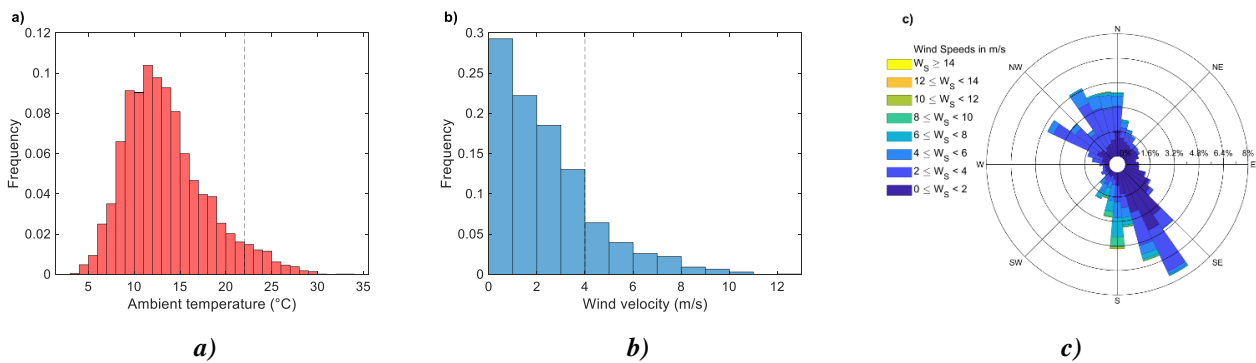 a)
0.12
0.1
0.08
0.06
0.04
0.02
0
5 10 15 20 25 30 35
Frequency
Ambient temperature (°C)
b)
0.3
0.25
0.2
0.15
0.1
0.05
0
0 2 4 6 8 10 12
Frequency
Wind velocity (m/s)
c)
Wind Speeds in m/s
W_S ≥ 14
12 ≤ W_S < 14
10 ≤ W_S < 12
8 ≤ W_S < 10
6 ≤ W_S < 8
4 ≤ W_S < 6
2 ≤ W_S < 4
0 ≤ W_S < 2
N
NW NE
W 0% 1.6% 3.2% 4.8% 6.4% 8% E
SW SE
S
a) b) c)